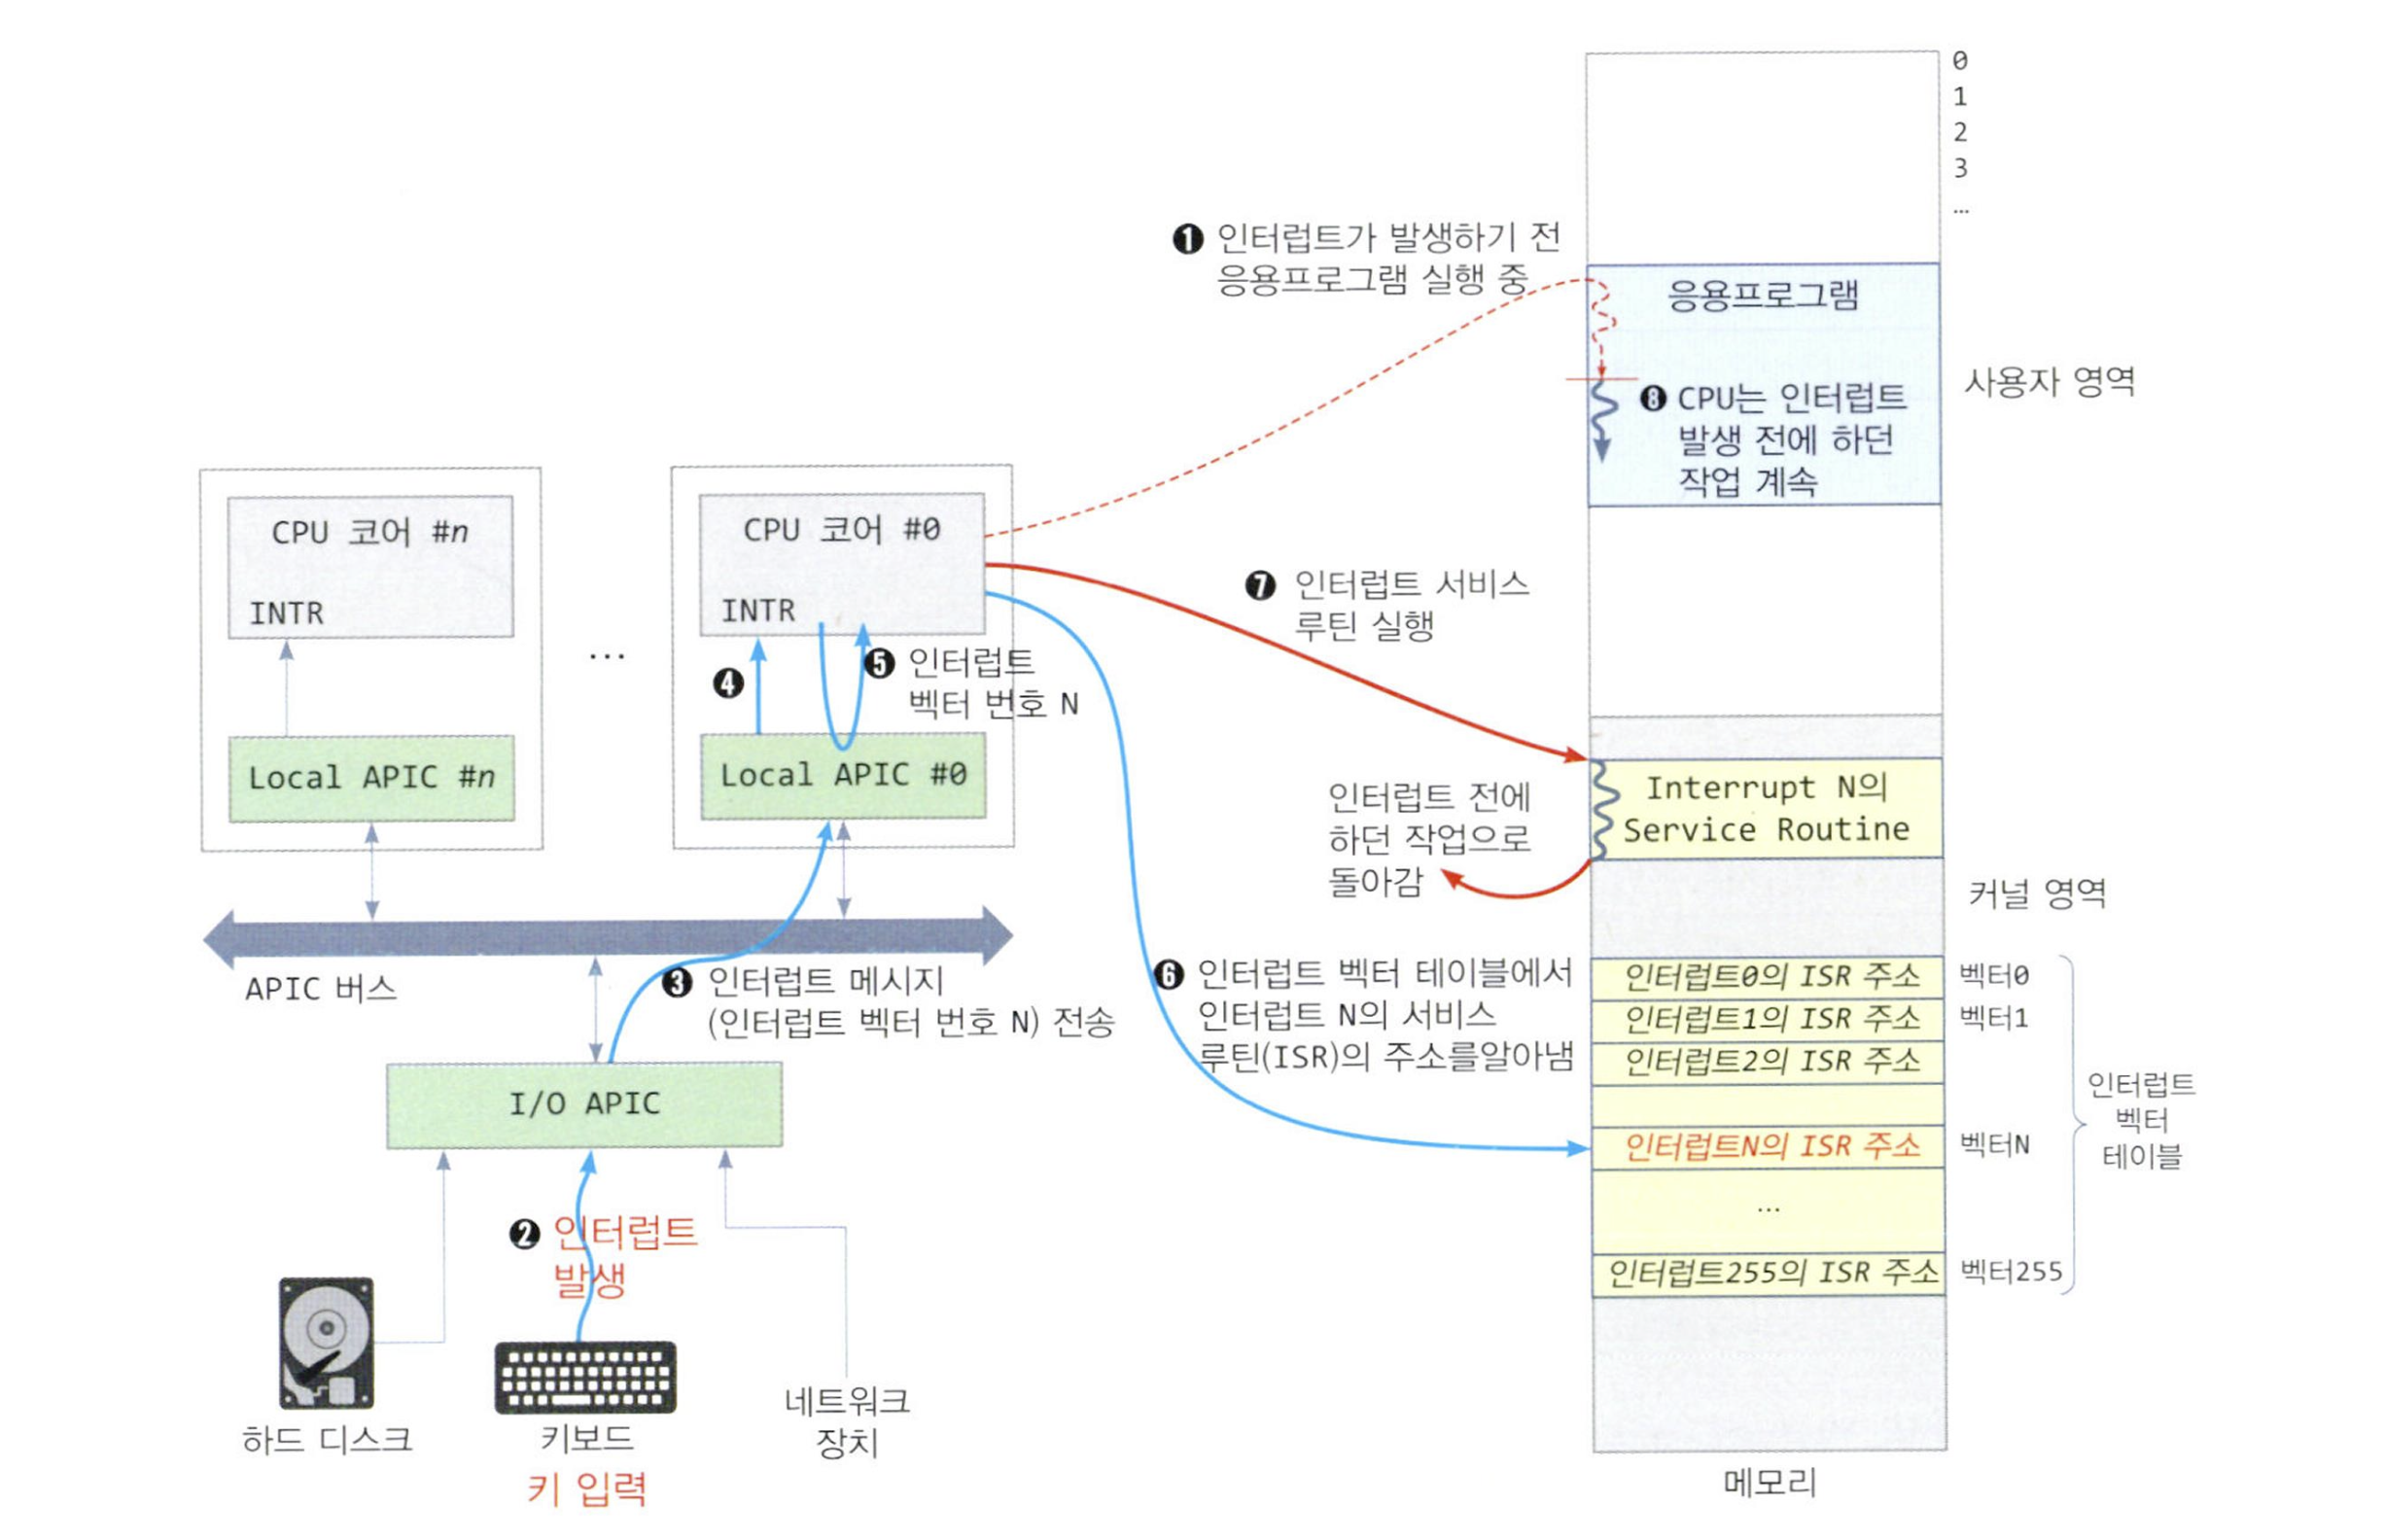 0
1
2
3
...
❶ 인터럽트가 발생하기 전
응용프로그램 실행 중
응용프로그램
❽ CPU는 인터럽트
발생 전에 하던
작업 계속
사용자 영역
CPU 코어 #n
INTR
Local APIC #n
...
CPU 코어 #0
INTR
❹
❺ 인터럽트
벡터 번호 N
Local APIC #0
❼ 인터럽트 서비스
루틴 실행
Interrupt N의
Service Routine
인터럽트 전에
하던 작업으로
돌아감
커널 영역
APIC 버스
❸ 인터럽트 메시지
(인터럽트 벡터 번호 N) 전송
❻ 인터럽트 벡터 테이블에서
인터럽트 N의 서비스
루틴(ISR)의 주소를알아냄
인터럽트0의 ISR 주소 벡터0
인터럽트1의 ISR 주소 벡터1
인터럽트2의 ISR 주소
인터럽트N의 ISR 주소 벡터N
...
인터럽트255의 ISR 주소 벡터255
인터럽트
벡터
테이블
I/O APIC
❷ 인터럽트
발생
하드 디스크
키보드
키 입력
네트워크
장치
메모리